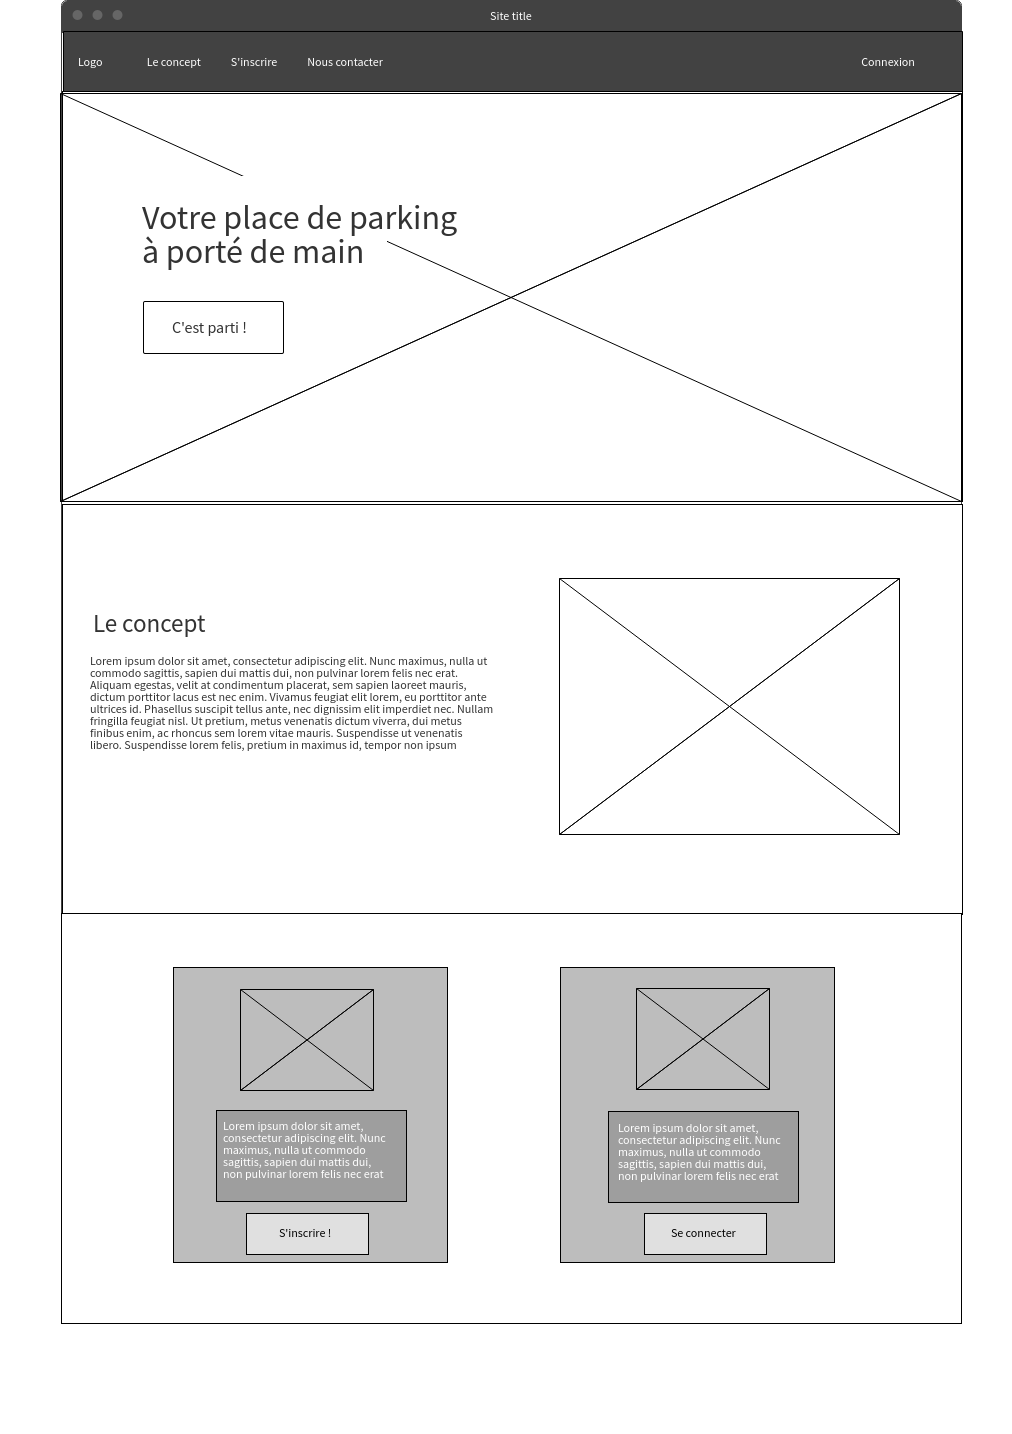 Site title
Logo Le concept S'inscrire Nous contacter Connexion
Votre place de parking
à porté de main
C'est parti !
Le concept
Lorem ipsum dolor sit amet, consectetur adipiscing elit. Nunc maximus, nulla ut
commodo sagittis, sapien dui mattis dui, non pulvinar lorem felis nec erat.
Aliquam egestas, velit at condimentum placerat, sem sapien laoreet mauris,
dictum porttitor lacus est nec enim. Vivamus feugiat elit lorem, eu porttitor ante
ultrices id. Phasellus suscipit tellus ante, nec dignissim elit imperdiet nec. Nullam
fringilla feugiat nisl. Ut pretium, metus venenatis dictum viverra, dui metus
finibus enim, ac rhoncus sem lorem vitae mauris. Suspendisse ut venenatis
libero. Suspendisse lorem felis, pretium in maximus id, tempor non ipsum
Lorem ipsum dolor sit amet,
consectetur adipiscing elit. Nunc
maximus, nulla ut commodo
sagittis, sapien dui mattis dui,
non pulvinar lorem felis nec erat
S'inscrire !
Lorem ipsum dolor sit amet,
consectetur adipiscing elit. Nunc
maximus, nulla ut commodo
sagittis, sapien dui mattis dui,
non pulvinar lorem felis nec erat
Se connecter